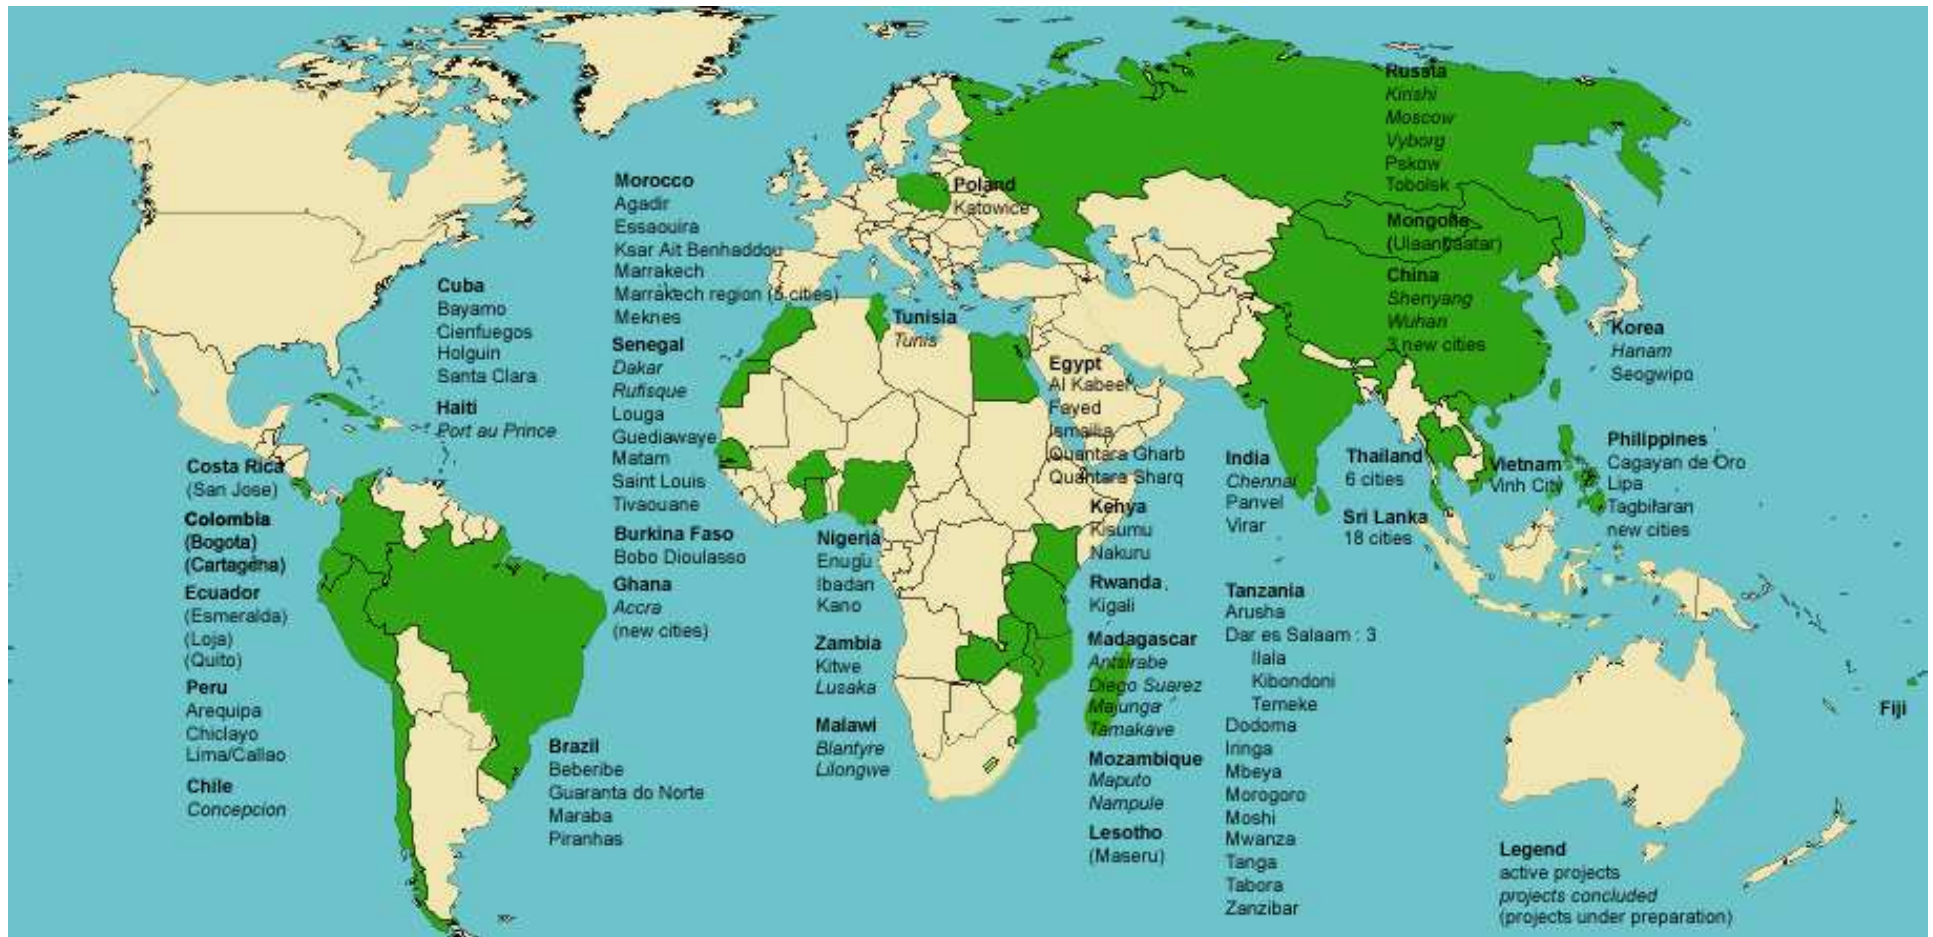 Russia
Kinshi
Moscow
Vyborg
Pskow
Tobolsk
Mongolia
(Ulaanbaatar)
China
Shenyang
Wuhan
3 new cities
Korea
Hanam
Seogwipo
Poland
Katowice
Morocco
Agadir
Essaouira
Ksar Ait Benhaddou
Marrakech
Marraketch region (5 cities)
Meknes
Senegal
Dakar
Rufisque
Louga
Guediawaye
Matam
Saint Louis
Tivaouane
Burkina Faso
Bobo Dioulasso
Ghana
Accra
(new cities)
Tunisia
Tunis
Cuba
Bayamo
Cienfuegos
Holguin
Santa Clara
Haiti
Port au Prince
Costa Rica
(San Jose)
Colombia
(Bogota)
(Cartagena)
Ecuador
(Esmeralda)
(Loja)
(Quito)
Peru
Arequipa
Chiclayo
Lima/Callao
Chile
Concepcion
Brazil
Beberibe
Guaranta do Norte
Maraba
Piranhas
Nigeria
Enugu
Ibadan
Kano
Zambia
Kitwe
Lusaka
Malawi
Blantyre
Lilongwe
Egypt
Al Kabeer
Fayed
Ismailia
Quantara Gharb
Quantara Sharq
Kenya
Kisumu
Nakuru
Rwanda
Kigali
Madagascar
Antsirabe
Diego Suarez
Majunga
Tamakave
Mozambique
Maputo
Nampule
Lesotho
(Maseru)
India
Chennai
Panvel
Virar
Thailand
6 cities
Sri Lanka
18 cities
Vietnam
Vinh City
Philippines
Cagayan de Oro
Lipa
Tagbilaran
new cities
Tanzania
Arusha
Dar es Salaam : 3
Ilala
Kibondoni
Temeke
Dodoma
Iringa
Mbeya
Morogoro
Moshi
Mwanza
Tanga
Tabora
Zanzibar
Fiji
Legend
active projects
projects concluded
(projects under preparation)